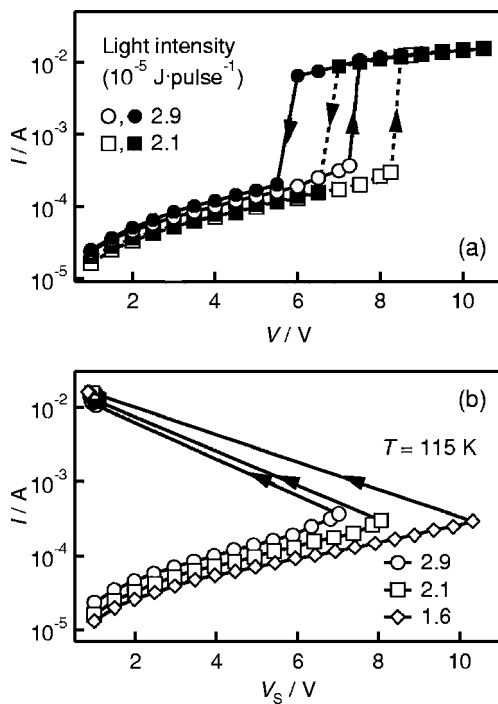 (a)
Light intensity
(10⁻⁵ J·pulse⁻¹)
○,● 2.9
□,■ 2.1
I / A
10⁻²
10⁻³
10⁻⁴
10⁻⁵
2 4 6 8 10
V / V
(b)
T = 115 K
I / A
10⁻²
10⁻³
10⁻⁴
10⁻⁵
○ 2.9
□ 2.1
◇ 1.6
2 4 6 8 10
V_S / V